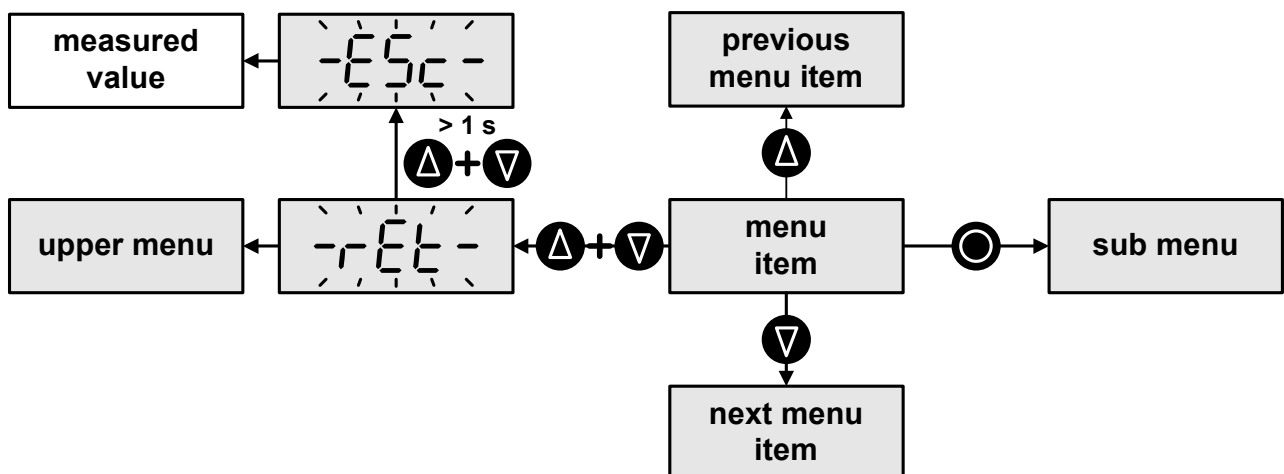 measured
value
-ESc-
previous
menu item
> 1 s
+
upper menu
-rEt-
+
menu
item
sub menu
next menu
item